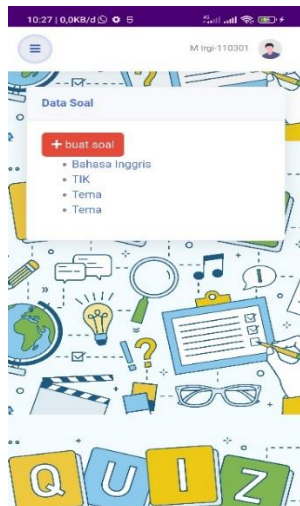 10:27 | 0,0KB/d
M Irgi-110301
Data Soal
+ buat soal
Bahasa Inggris
TIK
Tema
Tema
QUIZ